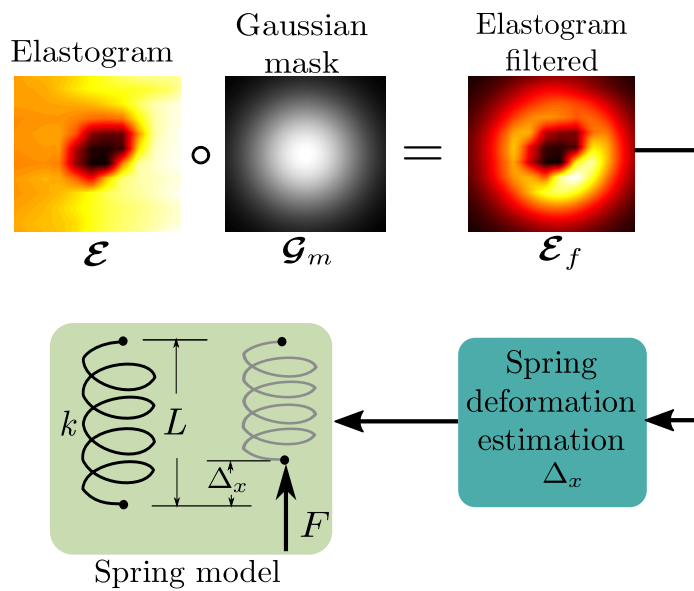 Elastogram
Gaussian
mask
Elastogram
filtered
∘
=
𝓔
𝓖m
𝓔f
k
L
Δx
F
Spring model
Spring
deformation
estimation
Δx